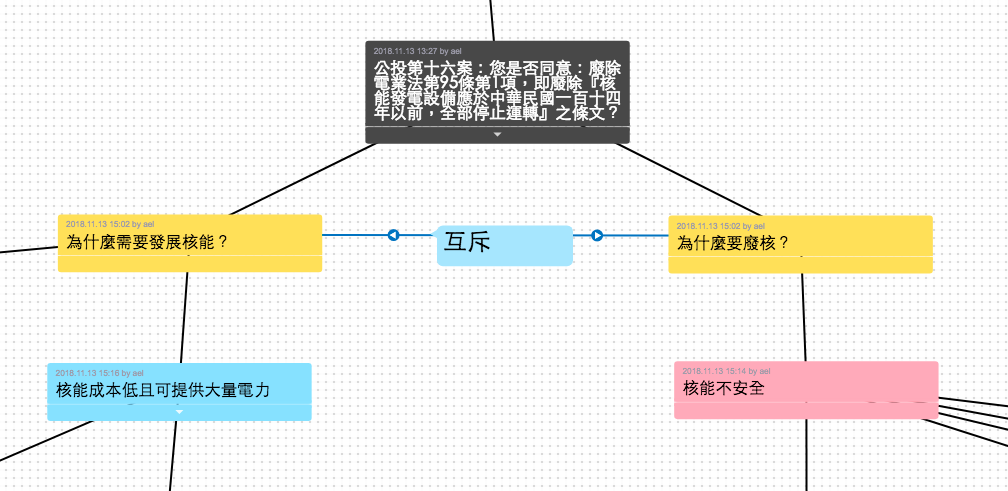 2018.11.13 13:27 by ael
公投第十六案：您是否同意：廢除
電業法第95條第1項，即廢除『核
能發電設備應於中華民國一百十四
年以前，全部停止運轉』之條文？
2018.11.13 15:02 by ael
為什麼需要發展核能？
互斥
2018.11.13 15:02 by ael
為什麼要廢核？
2018.11.13 15:16 by ael
核能成本低且可提供大量電力
2018.11.13 15:14 by ael
核能不安全